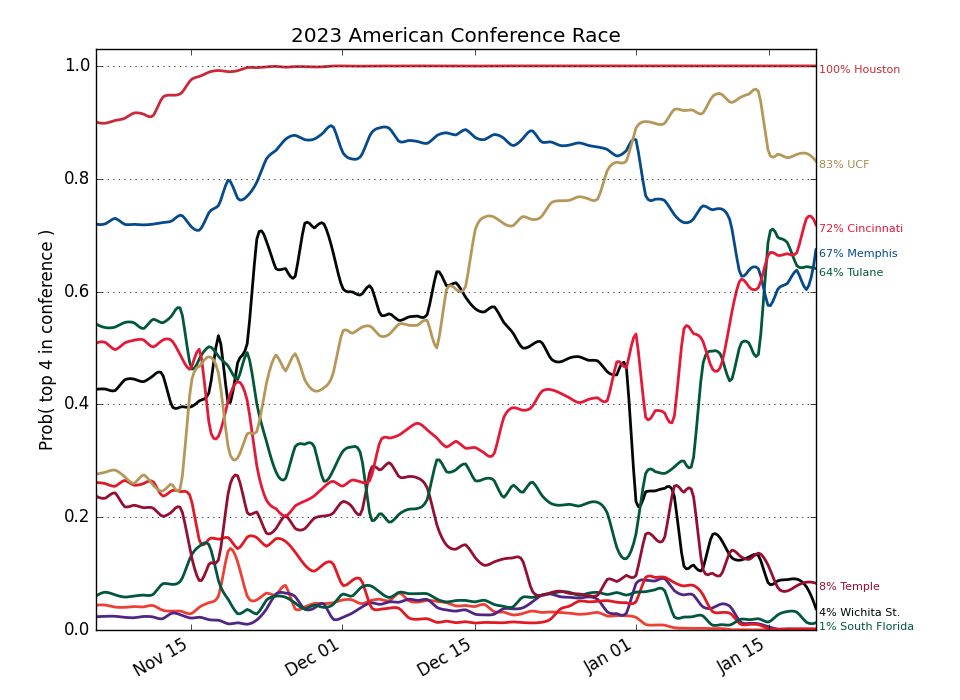 2023 American Conference Race
Prob( top 4 in conference )
1.0
0.8
0.6
0.4
0.2
0.0
Nov 15
Dec 01
Dec 15
Jan 01
Jan 15
100% Houston
83% UCF
72% Cincinnati
67% Memphis
64% Tulane
8% Temple
4% Wichita St.
1% South Florida